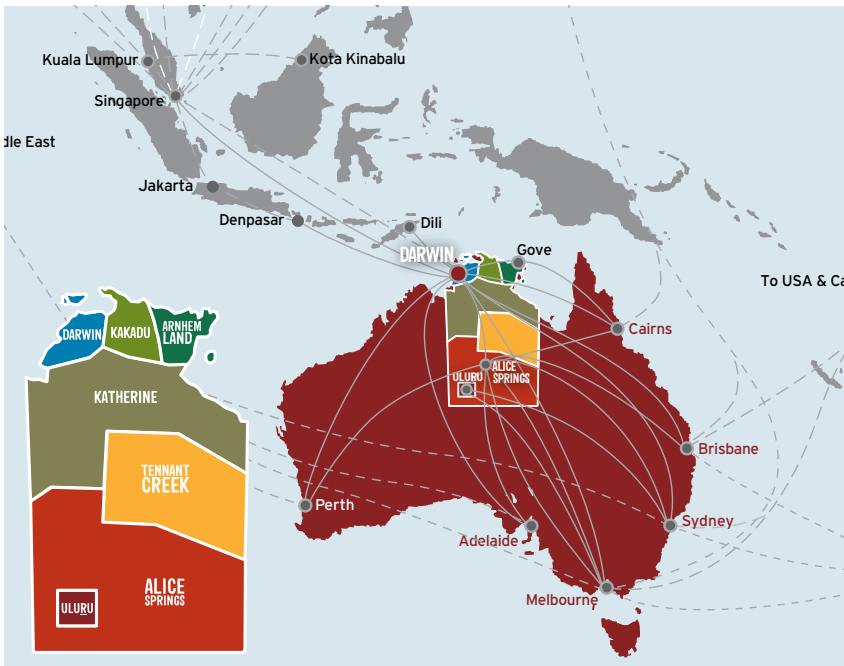 Kuala Lumpur
Kota Kinabalu
Singapore
dle East
Jakarta
Denpasar
Dili
DARWIN
Gove
To USA & Ca
Cairns
DARWIN
KAKADU
ARNHEM
LAND
KATHERINE
ULURU
ALICE
SPRINGS
TENNANT
CREEK
Brisbane
Perth
Sydney
Adelaide
ALICE
SPRINGS
ULURU
Melbourne